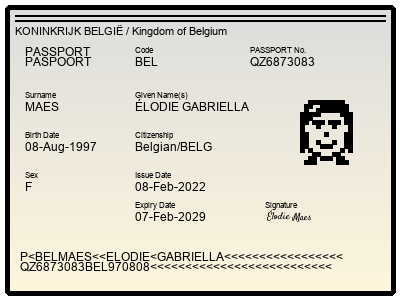 KONINKRIJK BELGIË / Kingdom of Belgium
PASSPORT
PASPOORT
Code
BEL
PASSPORT No.
QZ6873083
Surname
MAES
Given Name(s)
ÉLODIE GABRIELLA
Birth Date
08-Aug-1997
Citizenship
Belgian/BELG
Sex
F
Issue Date
08-Feb-2022
Expiry Date
07-Feb-2029
Signature
Élodie Maes
P<BELMAES<<ELODIE<GABRIELLA<<<<<<<<<<<<<<<<<
QZ6873083BEL970808<<<<<<<<<<<<<<<<<<<<<<<<<<